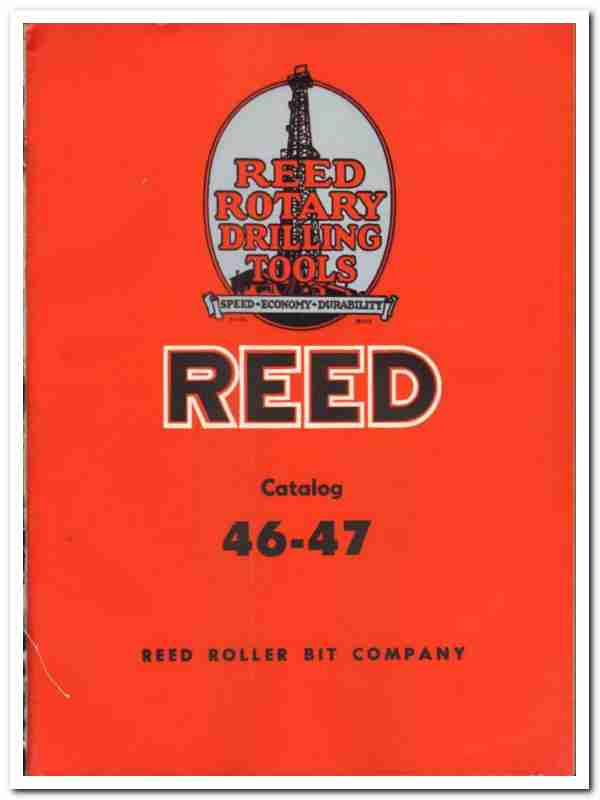 REED
ROTARY
DRILLING
TOOLS
SPEED-ECONOMY-DURABILITY
REED
Catalog
46-47
REED ROLLER BIT COMPANY